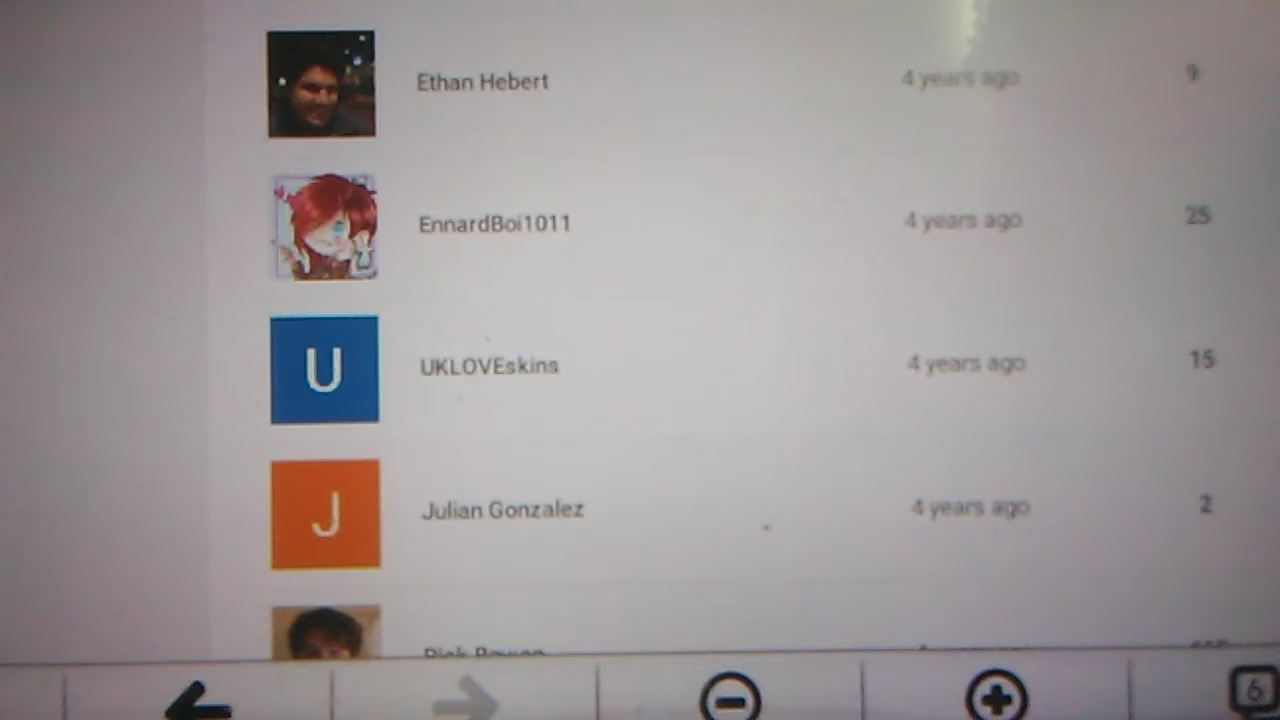 Ethan Hebert 4 years ago 9
EnnardBoi1011 4 years ago 25
U UKLOVEskins 4 years ago 15
J Julian Gonzalez 4 years ago 2
6